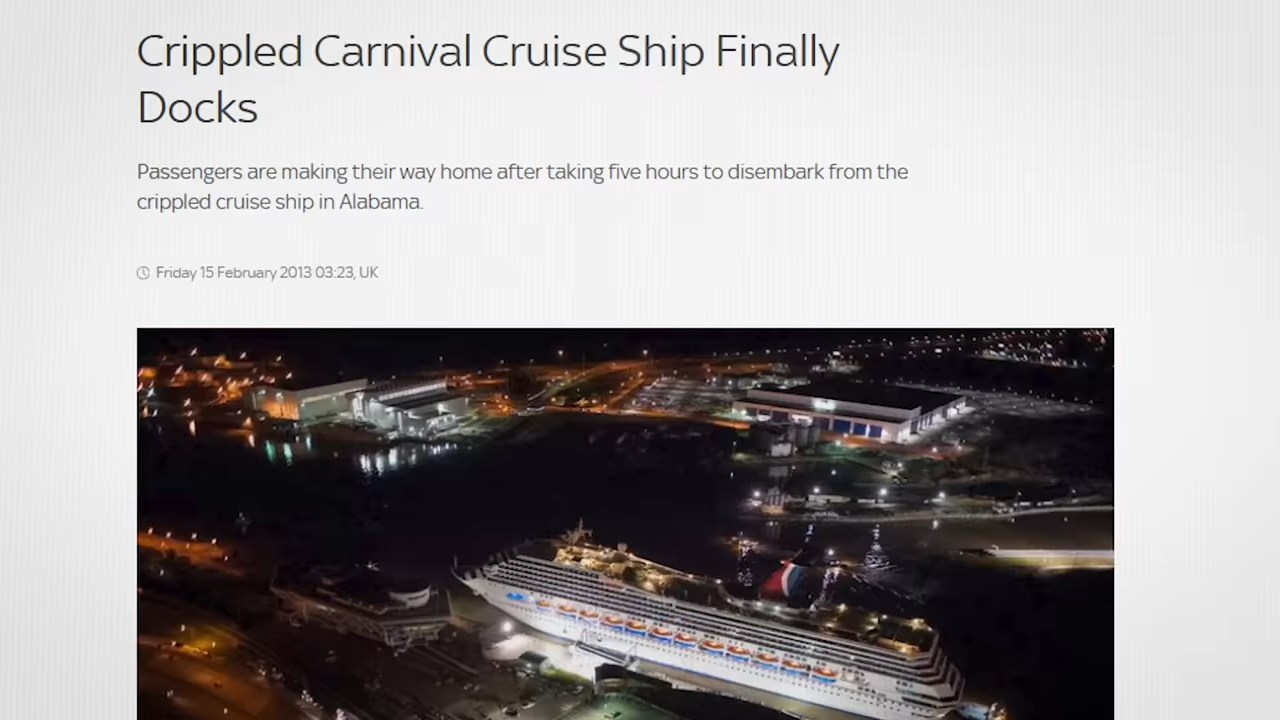 Crippled Carnival Cruise Ship Finally
Docks
Passengers are making their way home after taking five hours to disembark from the
crippled cruise ship in Alabama.
Friday 15 February 2013 03:23, UK